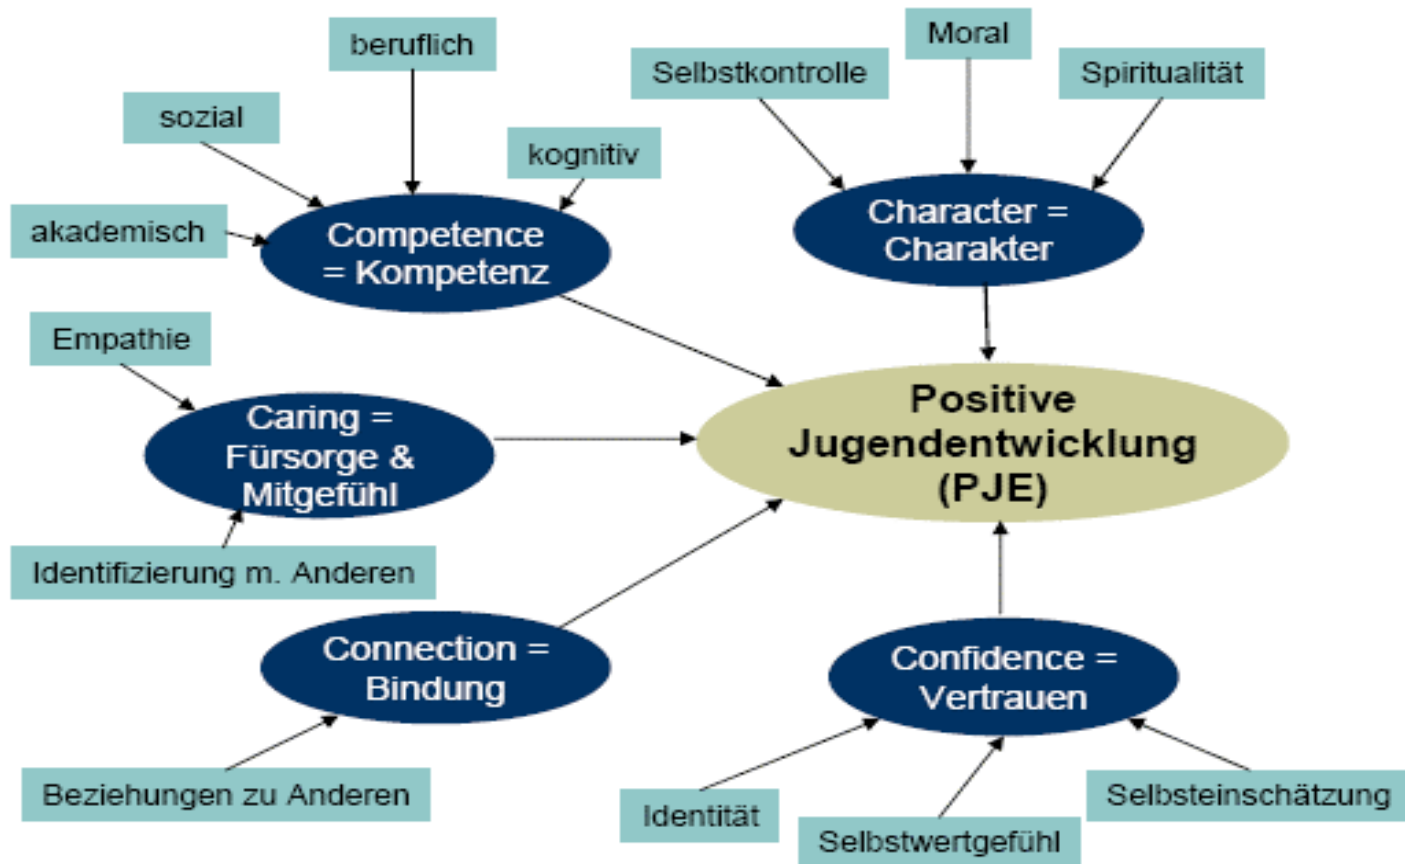 beruflich
Moral
Selbstkontrolle
Spiritualität
sozial
kognitiv
akademisch
Competence
= Kompetenz
Character =
Charakter
Empathie
Caring =
Fürsorge &
Mitgefühl
Positive
Jugendentwicklung
(PJE)
Identifizierung m. Anderen
Connection =
Bindung
Confidence =
Vertrauen
Beziehungen zu Anderen
Identität
Selbstwertgefühl
Selbsteinschätzung